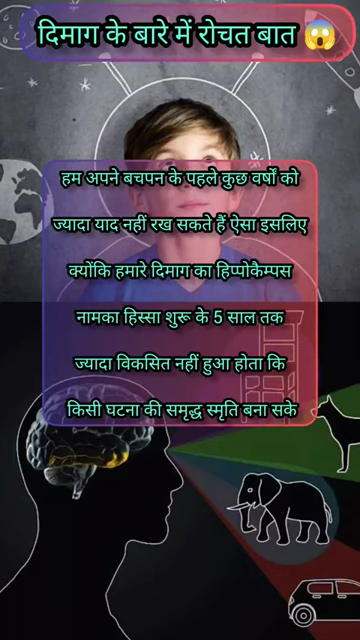 दिमाग के बारे में रोचत बात 😱
हम अपने बचपन के पहले कुछ वर्षों को
ज्यादा याद नहीं रख सकते हैं ऐसा इसलिए
क्योंकि हमारे दिमाग का हिप्पोकैम्पस
नामका हिस्सा शुरू के 5 साल तक
ज्यादा विकसित नहीं हुआ होता कि
किसी घटना की समृद्ध स्मृति बना सके